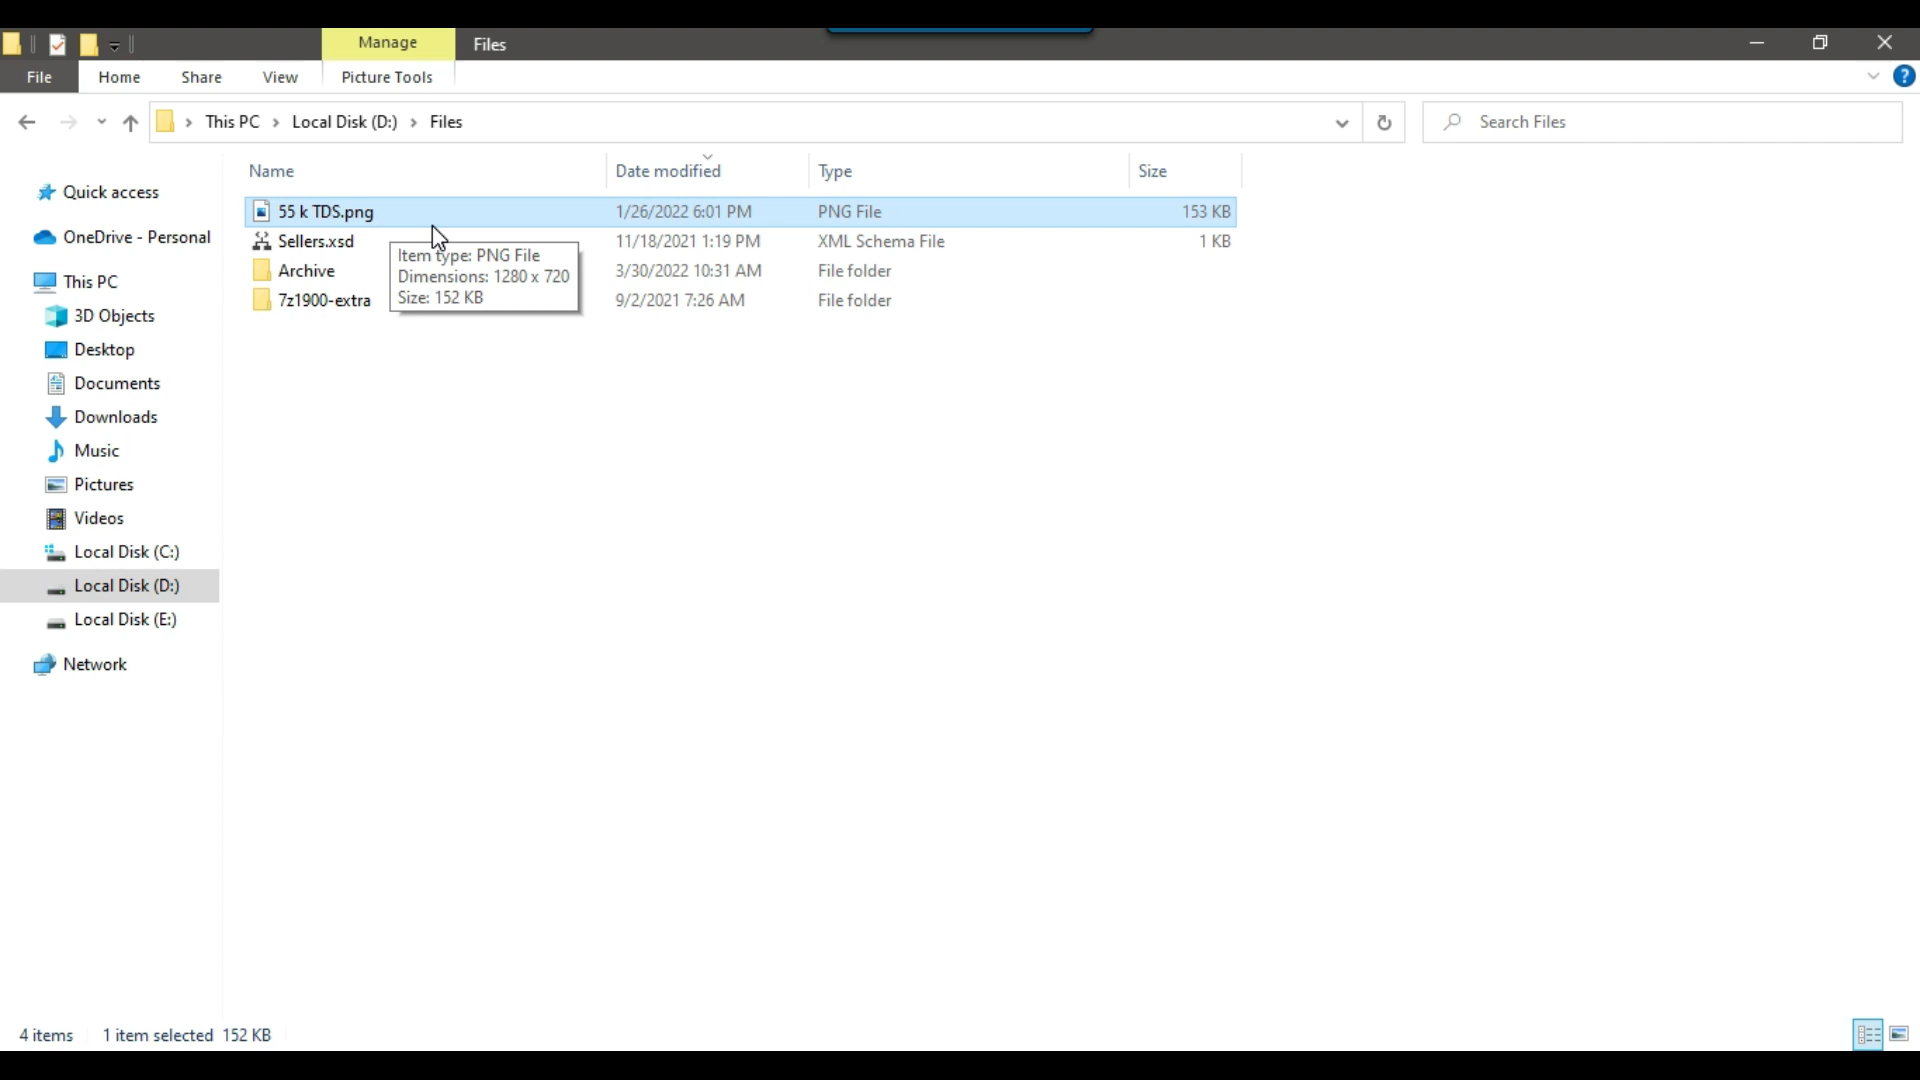 Manage
Files
File
Home
Share
View
Picture Tools
?
This PC
Local Disk (D:)
Files
Search Files
Name
Date modified
Type
Size
55 k TDS.png 1/26/2022 6:01 PM PNG File 153 KB
Sellers.xsd 11/18/2021 1:19 PM XML Schema File 1 KB
Archive 3/30/2022 10:31 AM File folder
7z1900-extra 9/2/2021 7:26 AM File folder
Item type: PNG File
Dimensions: 1280 x 720
Size: 152 KB
Quick access
OneDrive - Personal
This PC
3D Objects
Desktop
Documents
Downloads
Music
Pictures
Videos
Local Disk (C:)
Local Disk (D:)
Local Disk (E:)
Network
4 items
1 item selected 152 KB